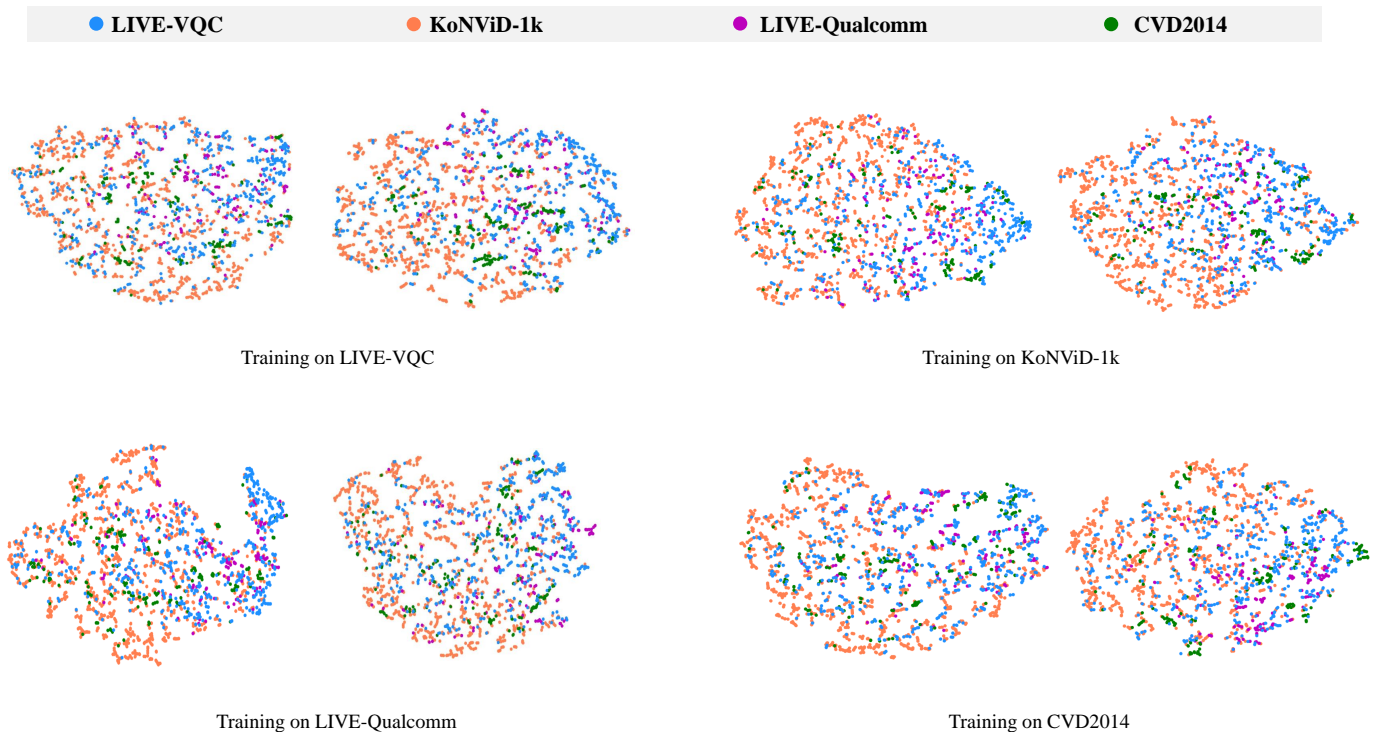 LIVE-VQC KoNViD-1k LIVE-Qualcomm CVD2014
Training on LIVE-VQC
Training on KoNViD-1k
Training on LIVE-Qualcomm
Training on CVD2014